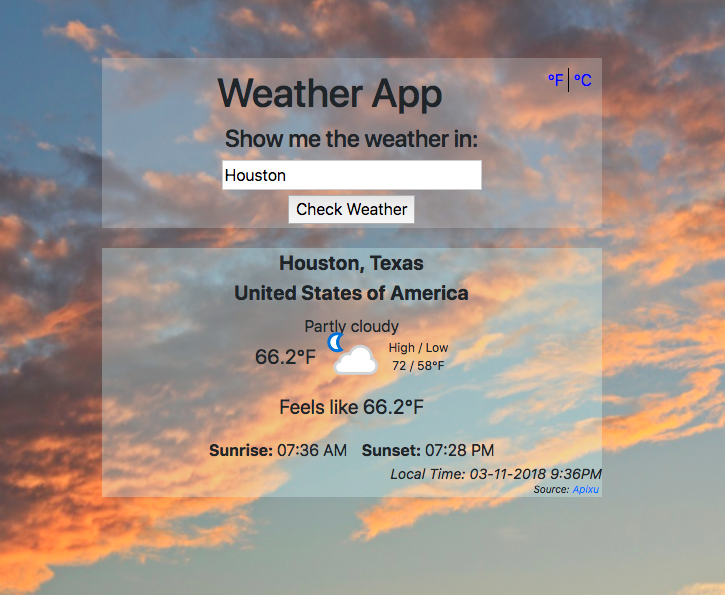 °F | °C
Weather App
Show me the weather in:
Houston
Check Weather
Houston, Texas
United States of America
Partly cloudy
66.2°F
High / Low
72 / 58°F
Feels like 66.2°F
Sunrise: 07:36 AM Sunset: 07:28 PM
Local Time: 03-11-2018 9:36PM
Source: Apixu